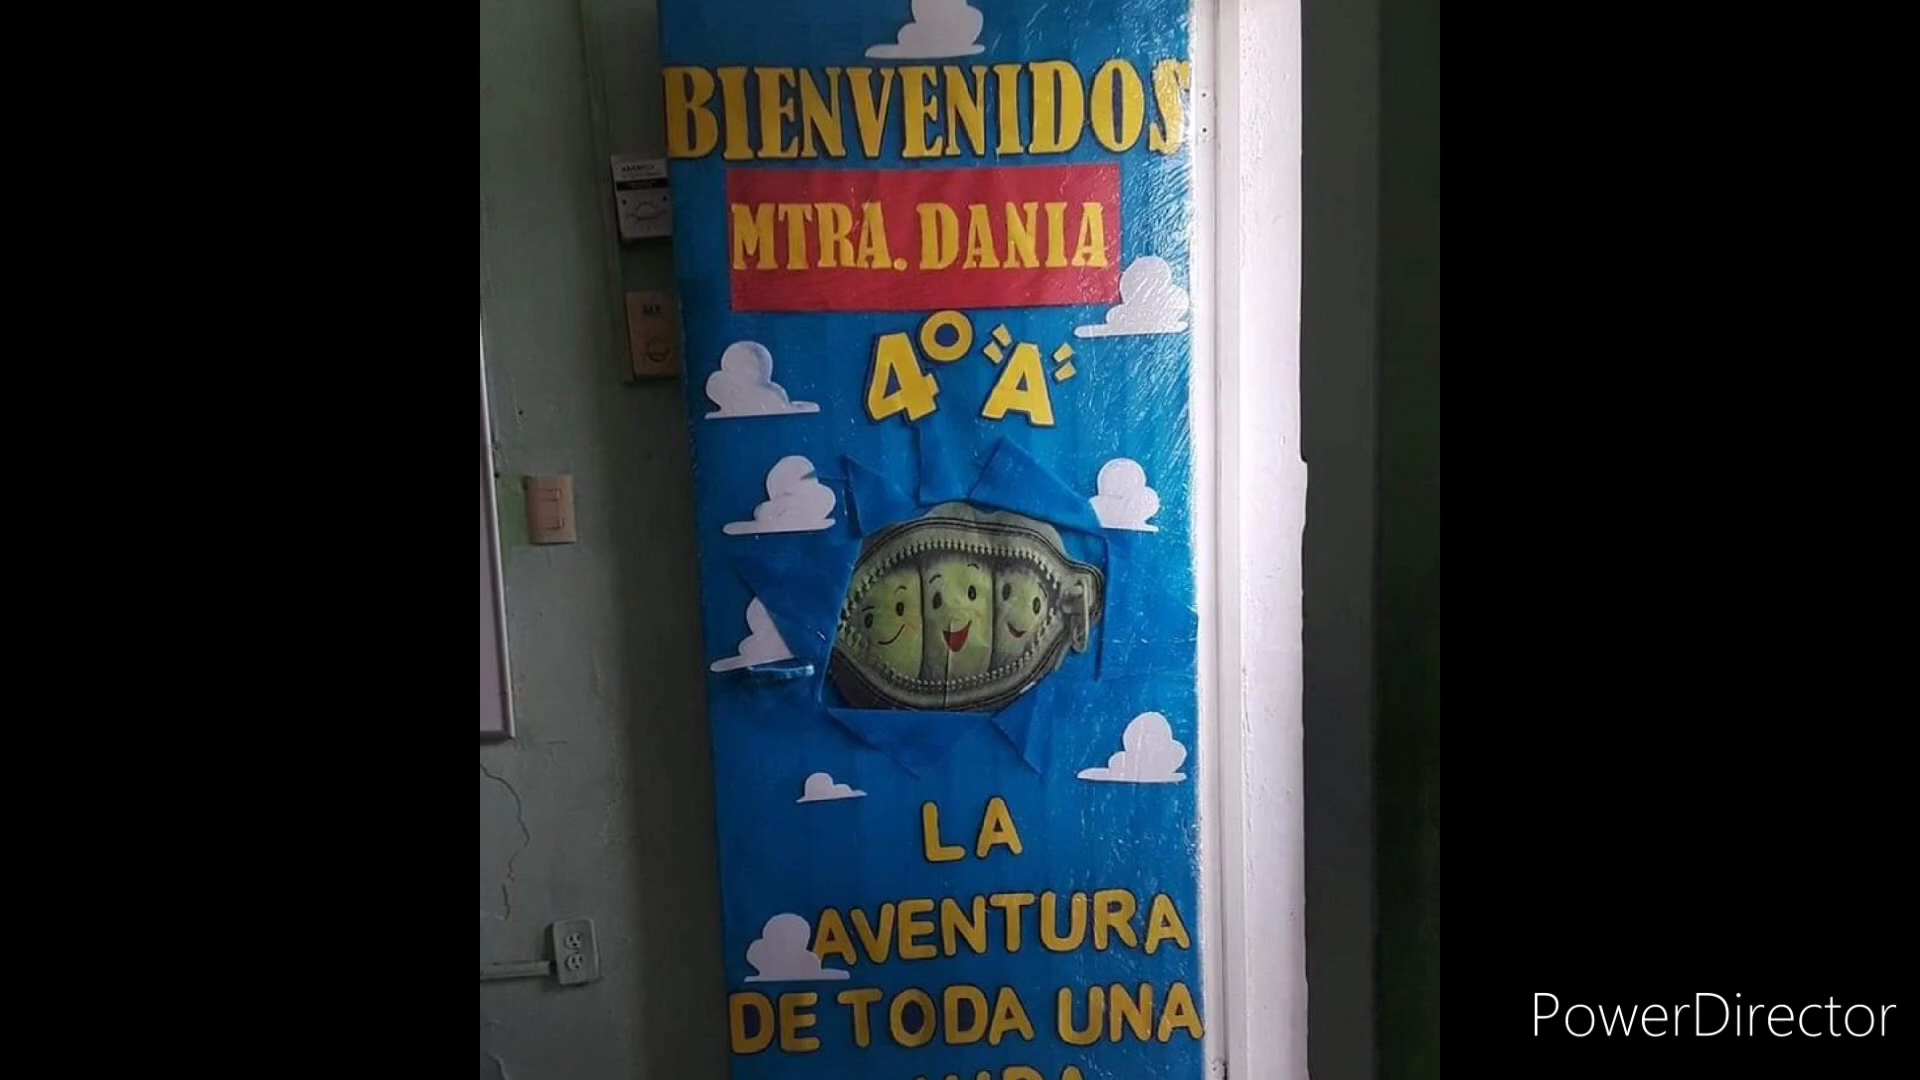 BIENVENIDOS
MTRA. DANIA
4° "A"
LA
AVENTURA
DE TODA UNA
PowerDirector